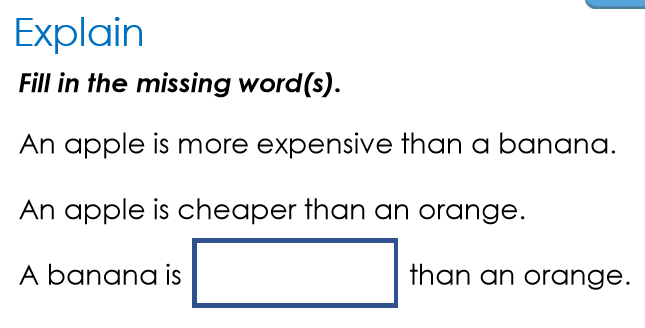 Explain
Fill in the missing word(s).
An apple is more expensive than a banana.
An apple is cheaper than an orange.
A banana is than an orange.